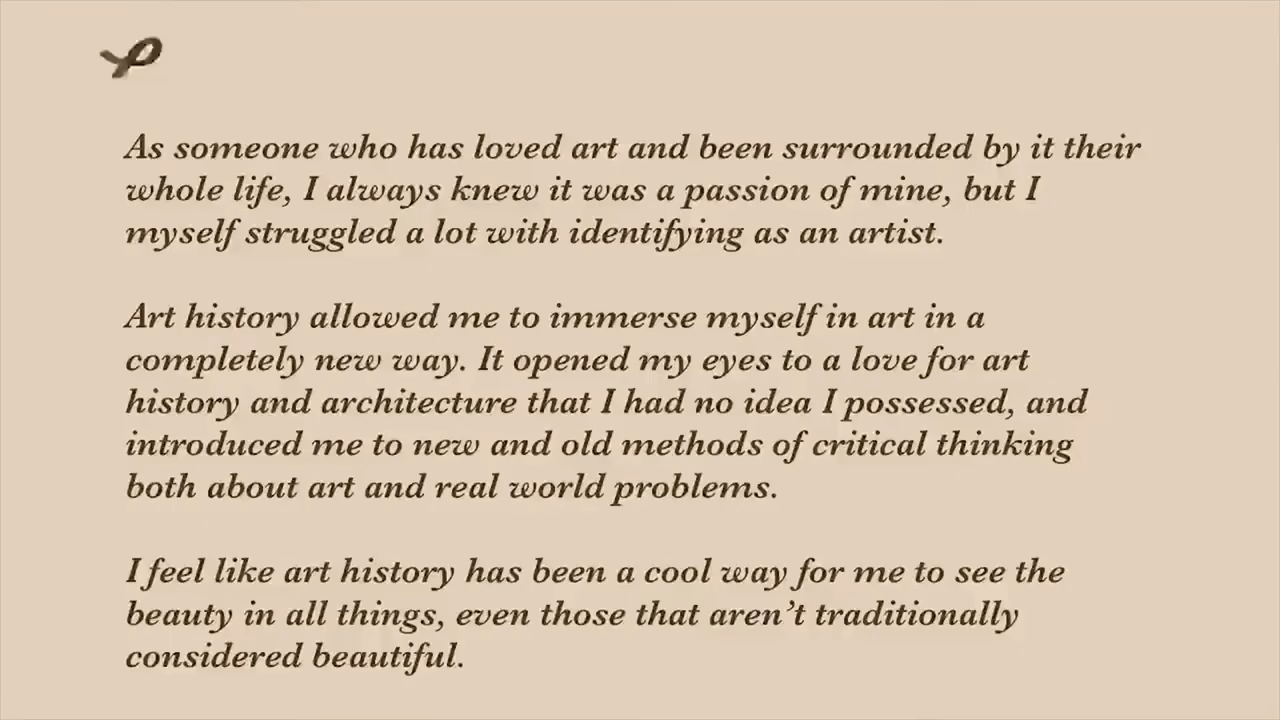 As someone who has loved art and been surrounded by it their
whole life, I always knew it was a passion of mine, but I
myself struggled a lot with identifying as an artist.
Art history allowed me to immerse myself in art in a
completely new way. It opened my eyes to a love for art
history and architecture that I had no idea I possessed, and
introduced me to new and old methods of critical thinking
both about art and real world problems.
I feel like art history has been a cool way for me to see the
beauty in all things, even those that aren’t traditionally
considered beautiful.